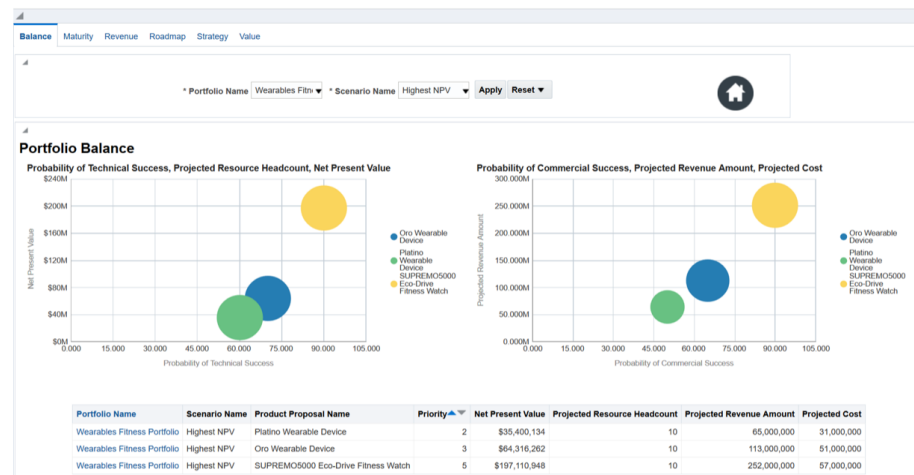 Balance Maturity Revenue Roadmap Strategy Value
* Portfolio Name Wearables Fitn * Scenario Name Highest NPV Apply Reset
Portfolio Balance
Probability of Technical Success, Projected Resource Headcount, Net Present Value
$240M
$200M
$160M
$120M
$80M
$40M
$0M
Net Present Value
0.000 15.000 30.000 45.000 60.000 75.000 90.000 105.000
Probability of Technical Success
Oro Wearable
Device
Platino
Wearable
Device
SUPREMO5000
Eco-Drive
Fitness Watch
Probability of Commercial Success, Projected Revenue Amount, Projected Cost
300.000M
250.000M
200.000M
150.000M
100.000M
50.000M
0.000M
Projected Revenue Amount
0.000 15.000 30.000 45.000 60.000 75.000 90.000 105.000
Probability of Commercial Success
Oro Wearable
Device
Platino
Wearable
Device
SUPREMO5000
Eco-Drive
Fitness Watch
Portfolio Name Scenario Name Product Proposal Name Priority Net Present Value Projected Resource Headcount Projected Revenue Amount Projected Cost
Wearables Fitness Portfolio Highest NPV Platino Wearable Device 2 $35,400,134 10 65,000,000 31,000,000
Wearables Fitness Portfolio Highest NPV Oro Wearable Device 3 $64,316,262 10 113,000,000 51,000,000
Wearables Fitness Portfolio Highest NPV SUPREMO5000 Eco-Drive Fitness Watch 5 $197,110,948 10 252,000,000 57,000,000